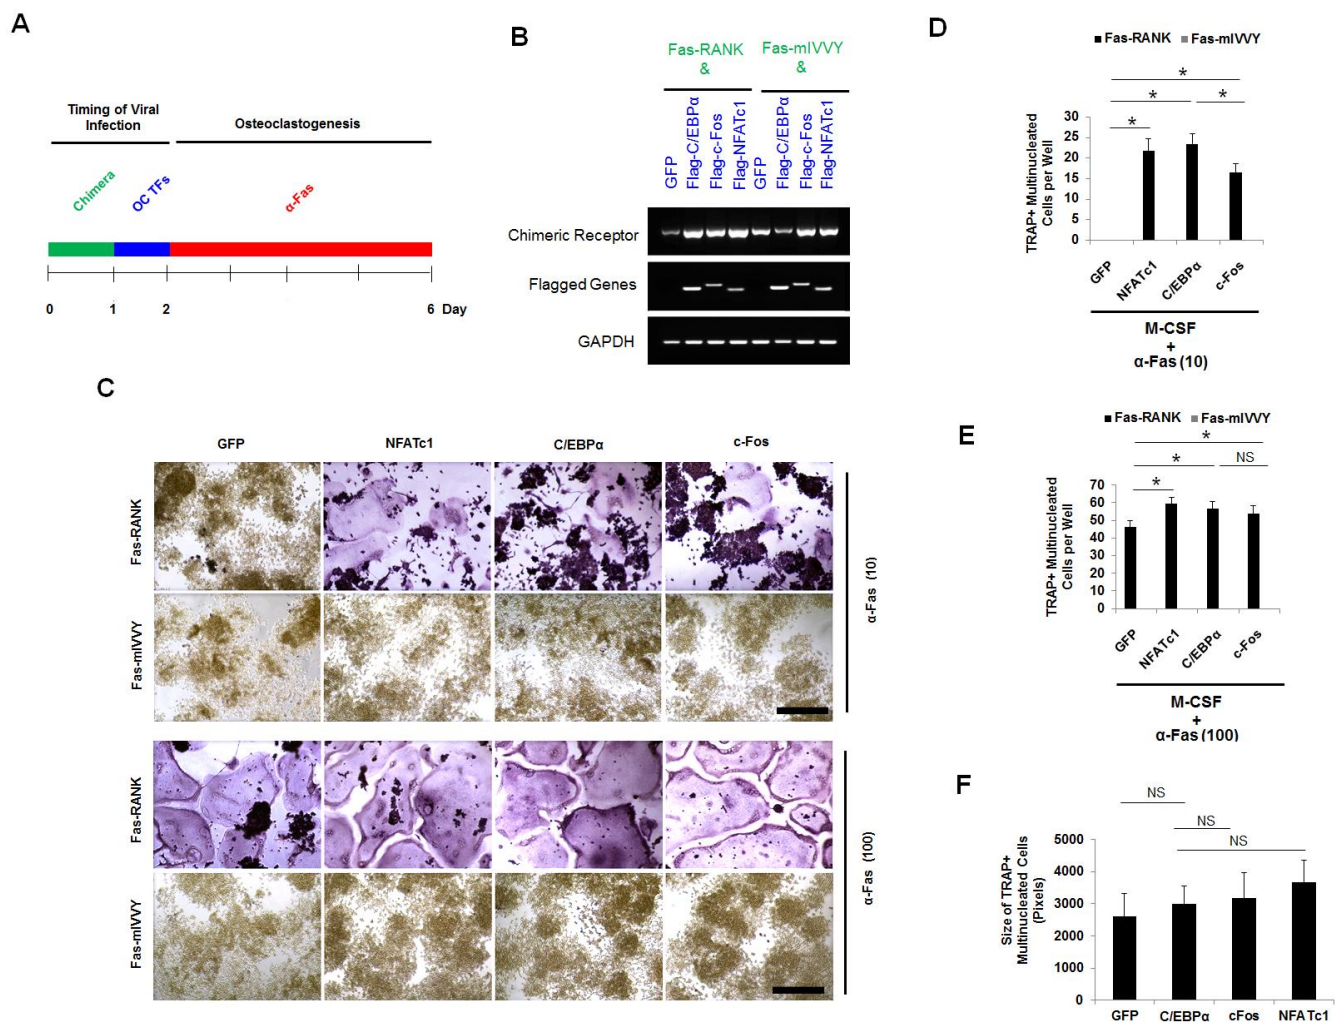 A
Timing of Viral
Infection
Osteoclastogenesis
Chimera
OC TFs
α-Fas
0 1 2 6 Day
B
Fas-RANK
&
Fas-mIVVY
&
GFP
Flag-C/EBPα
Flag-c-Fos
Flag-NFATc1
GFP
Flag-C/EBPα
Flag-c-Fos
Flag-NFATc1
Chimeric Receptor
Flagged Genes
GAPDH
C
GFP NFATc1 C/EBPα c-Fos
Fas-RANK
Fas-mIVVY
α-Fas (10)
Fas-RANK
Fas-mIVVY
α-Fas (100)
D
Fas-RANK Fas-mIVVY
*
* *
*
TRAP+ Multinucleated
Cells per Well
30
25
20
15
10
5
0
GFP
NFATc1
C/EBPα
c-Fos
M-CSF
+
α-Fas (10)
E
Fas-RANK Fas-mIVVY
*
* NS
*
TRAP+ Multinucleated
Cells per Well
70
60
50
40
30
20
10
0
GFP
NFATc1
C/EBPα
c-Fos
M-CSF
+
α-Fas (100)
F
NS
NS
NS
Size of TRAP+
Multinucleated Cells
(Pixels)
5000
4000
3000
2000
1000
0
GFP C/EBPα cFos NFATc1